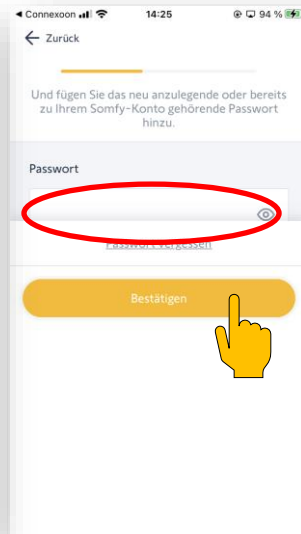 Connexoon 14:25 94 %
Zurück
Und fügen Sie das neu anzulegende oder bereits
zu Ihrem Somfy-Konto gehörende Passwort
hinzu.
Passwort
Passwort vergessen
Bestätigen